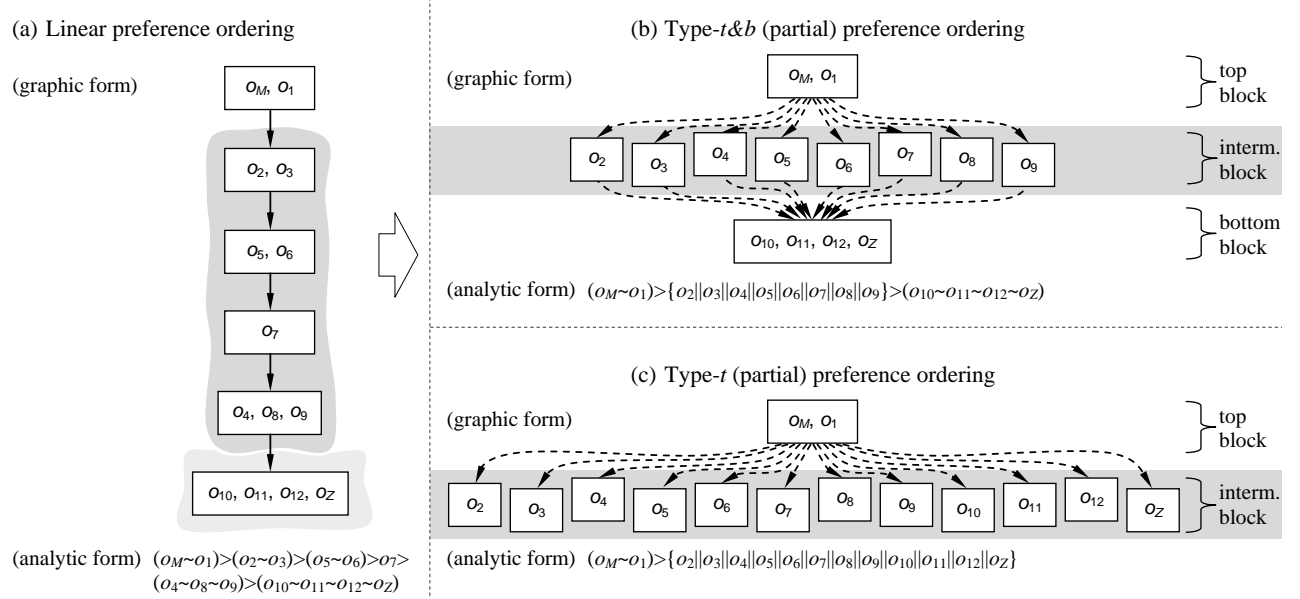 (a) Linear preference ordering
(graphic form)
oM, o1
o2, o3
o5, o6
o7
o4, o8, o9
o10, o11, o12, oZ
(analytic form) (oM~o1)>(o2~o3)>(o5~o6)>o7>
(o4~o8~o9)>(o10~o11~o12~oZ)
(b) Type-t&b (partial) preference ordering
(graphic form)
oM, o1
top
block
o2 o3 o4 o5 o6 o7 o8 o9
interm.
block
o10, o11, o12, oZ
bottom
block
(analytic form) (oM~o1)>{o2||o3||o4||o5||o6||o7||o8||o9}>(o10~o11~o12~oZ)
(c) Type-t (partial) preference ordering
(graphic form)
oM, o1
top
block
o2 o3 o4 o5 o6 o7 o8 o9 o10 o11 o12 oZ
interm.
block
(analytic form) (oM~o1)>{o2||o3||o4||o5||o6||o7||o8||o9||o10||o11||o12||oZ}